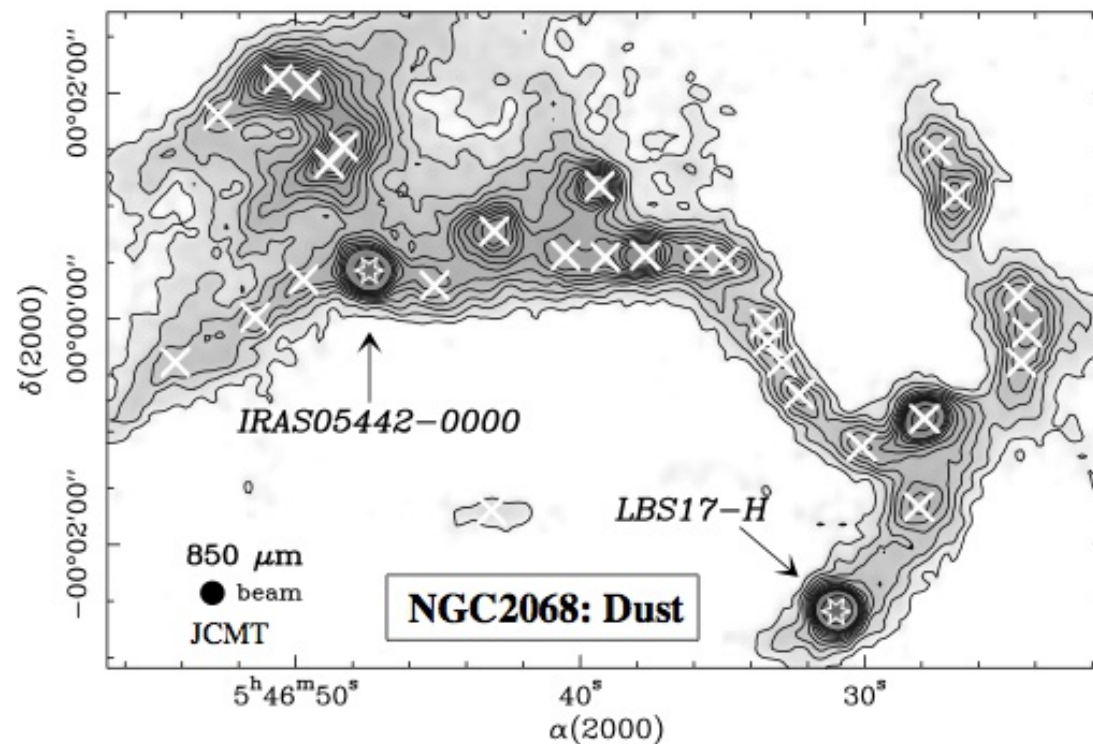 00°02'00"
00°00'00"
-00°02'00"
δ(2000)
IRAS05442-0000
LBS17-H
850 μm
beam
JCMT
NGC2068: Dust
5ʰ46ᵐ50ˢ 40ˢ 30ˢ
α(2000)